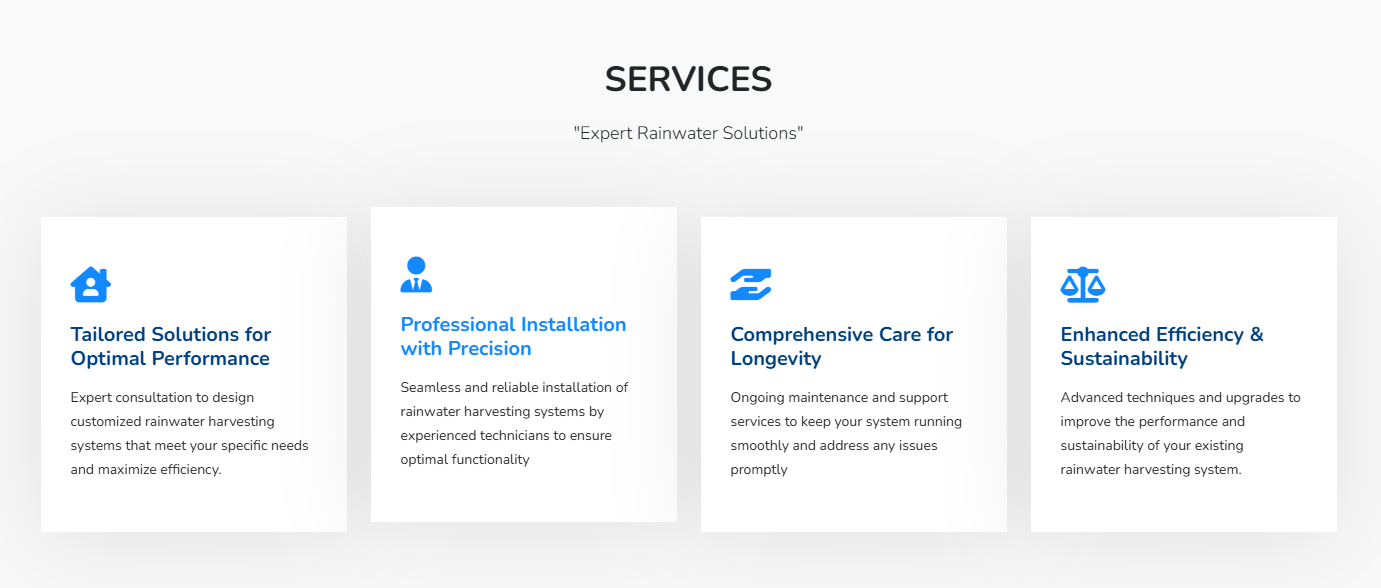 SERVICES
"Expert Rainwater Solutions"
Tailored Solutions for
Optimal Performance
Expert consultation to design
customized rainwater harvesting
systems that meet your specific needs
and maximize efficiency.
Professional Installation
with Precision
Seamless and reliable installation of
rainwater harvesting systems by
experienced technicians to ensure
optimal functionality
Comprehensive Care for
Longevity
Ongoing maintenance and support
services to keep your system running
smoothly and address any issues
promptly
Enhanced Efficiency &
Sustainability
Advanced techniques and upgrades to
improve the performance and
sustainability of your existing
rainwater harvesting system.